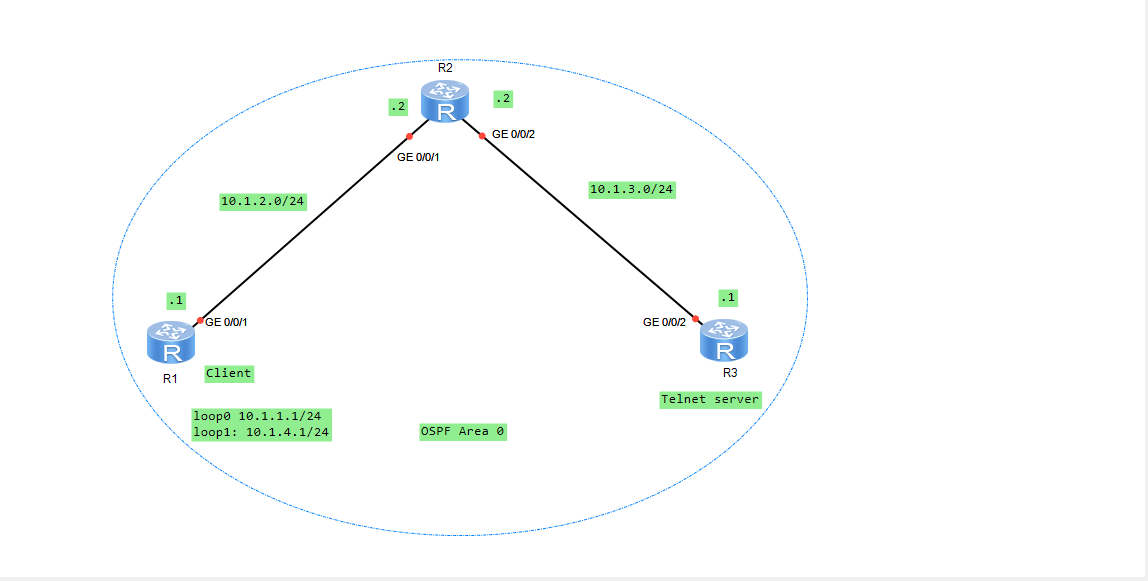 R2
.2
.2
GE 0/0/2
GE 0/0/1
10.1.3.0/24
10.1.2.0/24
.1
.1
GE 0/0/1
GE 0/0/2
R
R
R
R1
Client
R3
Telnet server
loop0 10.1.1.1/24
loop1: 10.1.4.1/24
OSPF Area 0